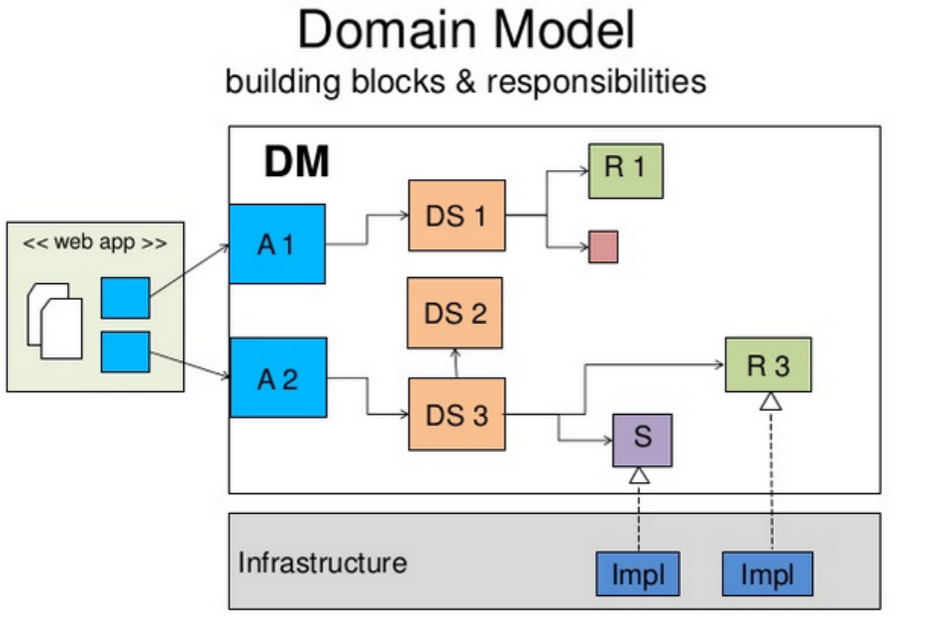 Domain Model
building blocks & responsibilities
DM
<< web app >>
A 1
DS 1
R 1
DS 2
A 2
DS 3
R 3
S
Infrastructure
Impl
Impl